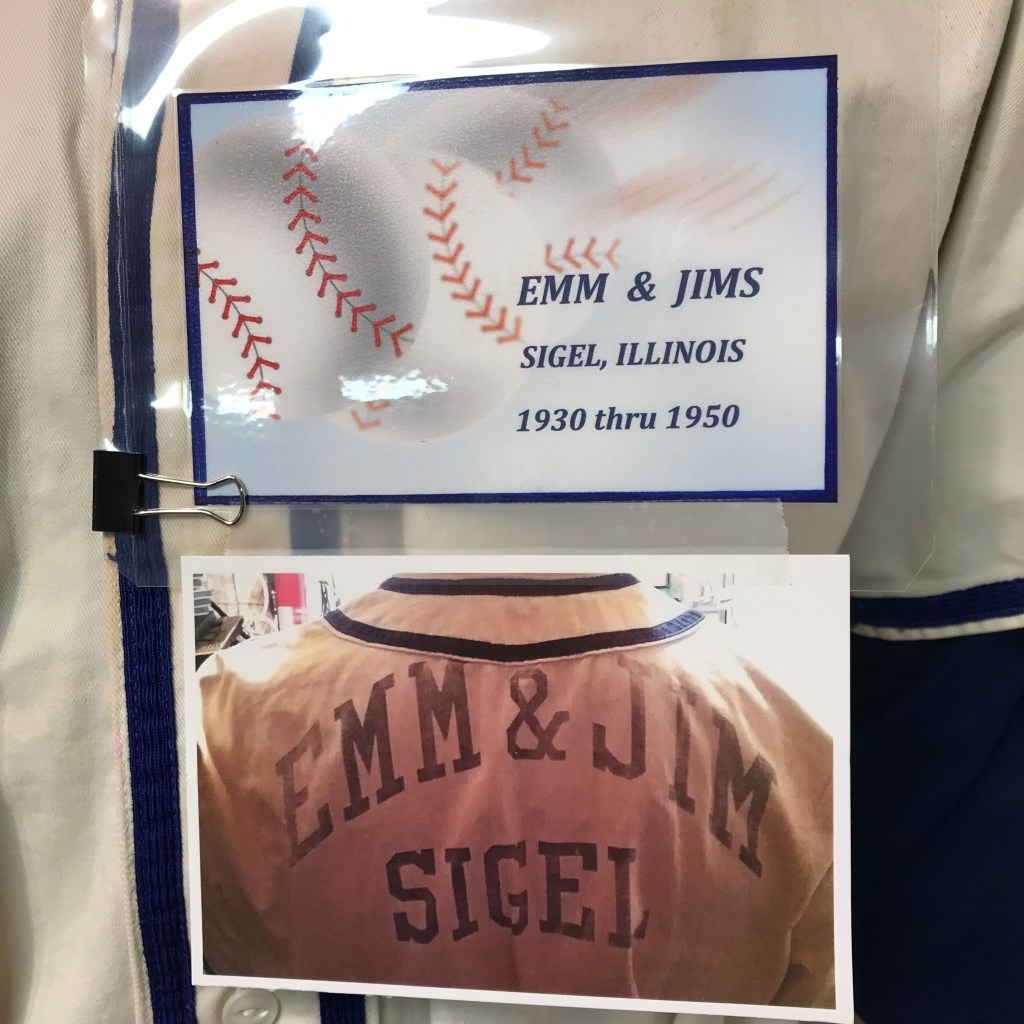 EMM & JIMS
SIGEL, ILLINOIS
1930 thru 1950
EMM & JIM
SIGEL